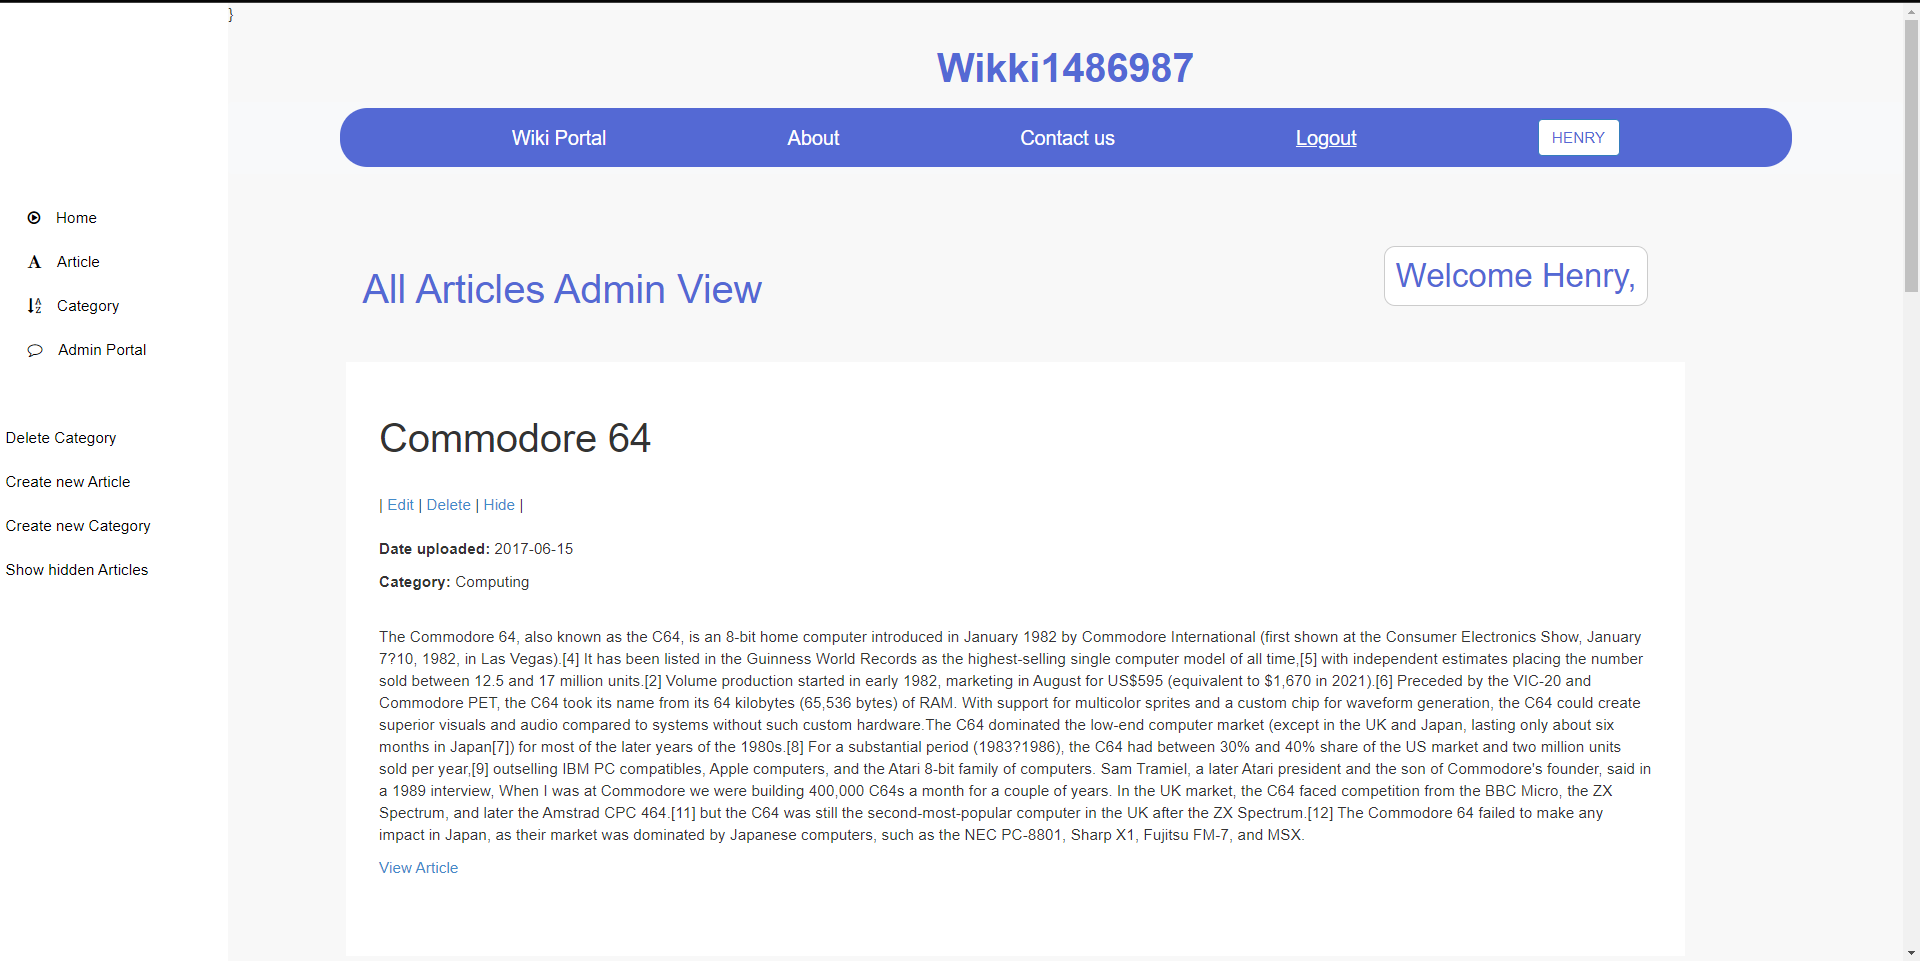 }
Wikki1486987
Wiki Portal About Contact us Logout HENRY
Home
Article
Category
Admin Portal
Delete Category
Create new Article
Create new Category
Show hidden Articles
All Articles Admin View
Welcome Henry,
Commodore 64
| Edit | Delete | Hide |
Date uploaded: 2017-06-15
Category: Computing
The Commodore 64, also known as the C64, is an 8-bit home computer introduced in January 1982 by Commodore International (first shown at the Consumer Electronics Show, January
7?10, 1982, in Las Vegas).[4] It has been listed in the Guinness World Records as the highest-selling single computer model of all time,[5] with independent estimates placing the number
sold between 12.5 and 17 million units.[2] Volume production started in early 1982, marketing in August for US$595 (equivalent to $1,670 in 2021).[6] Preceded by the VIC-20 and
Commodore PET, the C64 took its name from its 64 kilobytes (65,536 bytes) of RAM. With support for multicolor sprites and a custom chip for waveform generation, the C64 could create
superior visuals and audio compared to systems without such custom hardware.The C64 dominated the low-end computer market (except in the UK and Japan, lasting only about six
months in Japan[7]) for most of the later years of the 1980s.[8] For a substantial period (1983?1986), the C64 had between 30% and 40% share of the US market and two million units
sold per year,[9] outselling IBM PC compatibles, Apple computers, and the Atari 8-bit family of computers. Sam Tramiel, a later Atari president and the son of Commodore's founder, said in
a 1989 interview, When I was at Commodore we were building 400,000 C64s a month for a couple of years. In the UK market, the C64 faced competition from the BBC Micro, the ZX
Spectrum, and later the Amstrad CPC 464.[11] but the C64 was still the second-most-popular computer in the UK after the ZX Spectrum.[12] The Commodore 64 failed to make any
impact in Japan, as their market was dominated by Japanese computers, such as the NEC PC-8801, Sharp X1, Fujitsu FM-7, and MSX.
View Article